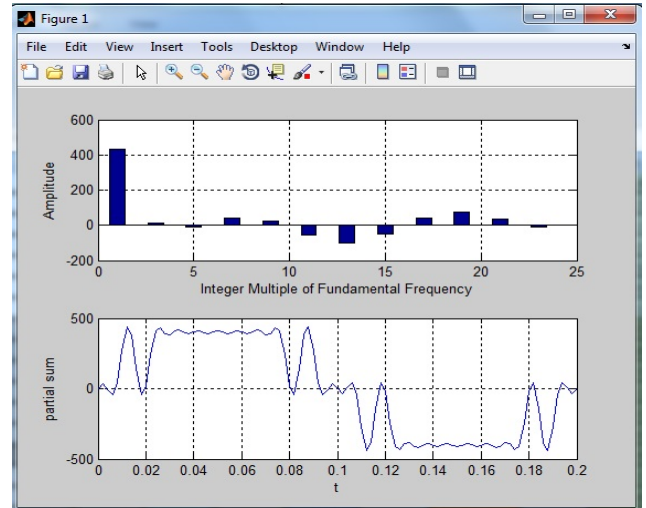 Figure 1
File Edit View Insert Tools Desktop Window Help
600
400
200
0
-200
Amplitude
0 5 10 15 20 25
Integer Multiple of Fundamental Frequency
500
0
-500
partial sum
0 0.02 0.04 0.06 0.08 0.1 0.12 0.14 0.16 0.18 0.2
t